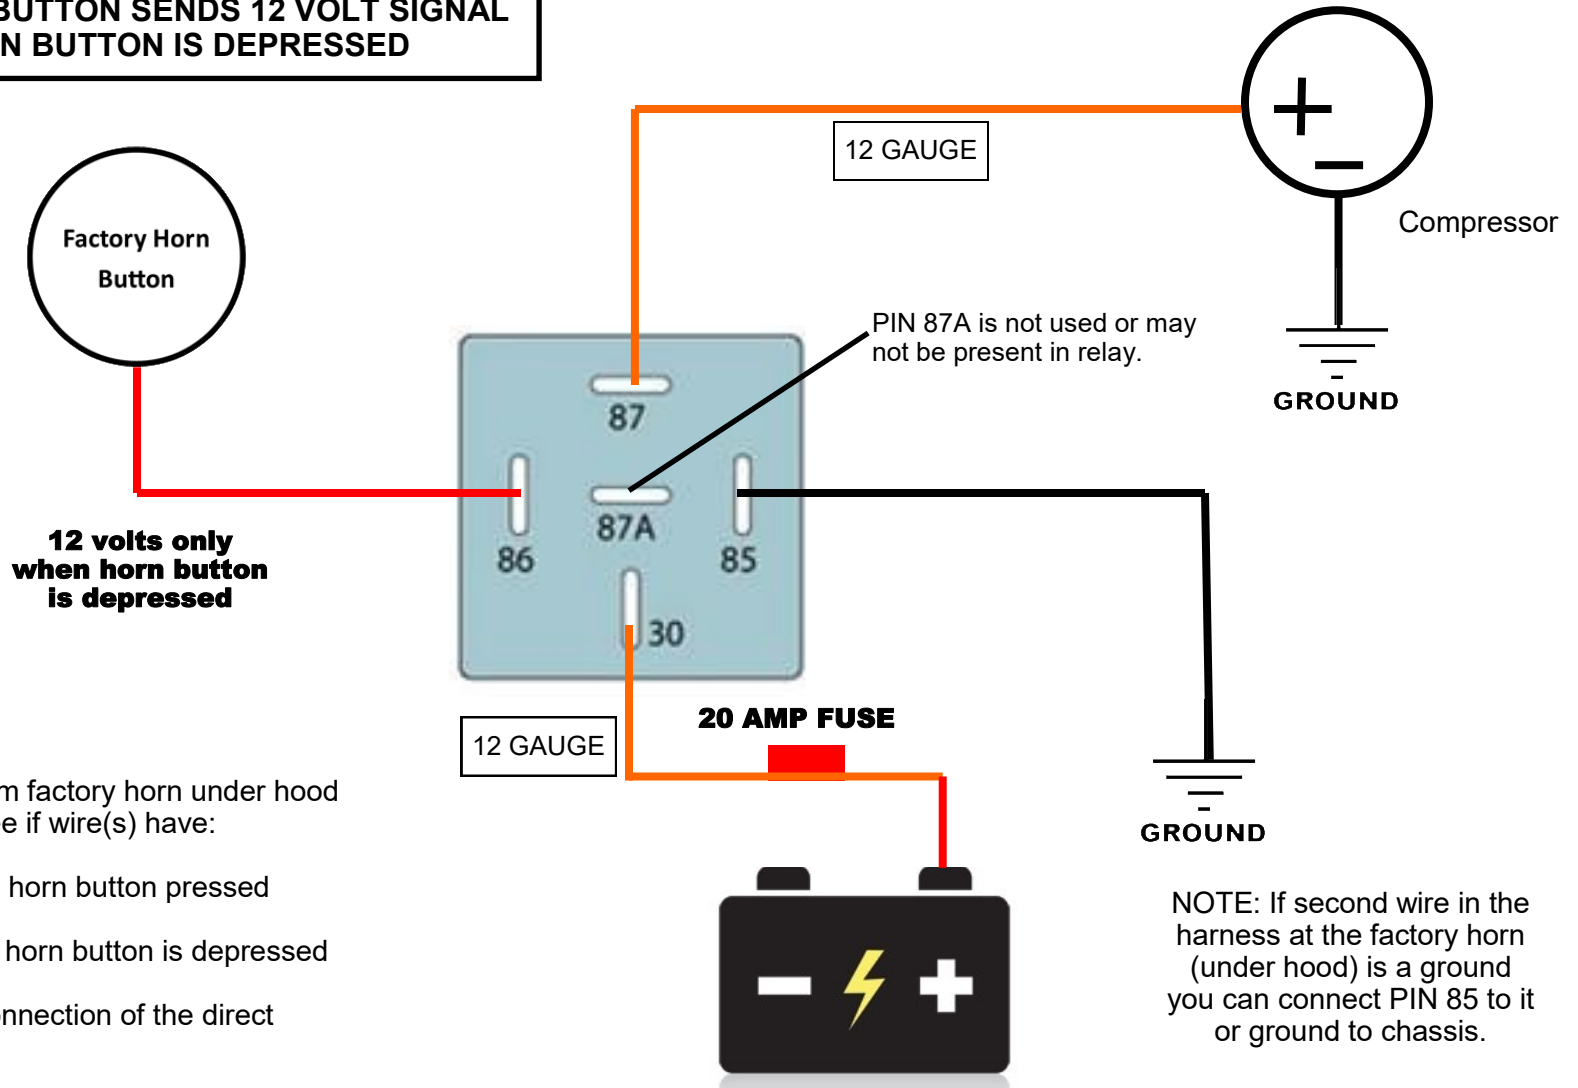 BUTTON SENDS 12 VOLT SIGNAL
N BUTTON IS DEPRESSED
12 GAUGE
Compressor
Factory Horn
Button
PIN 87A is not used or may
not be present in relay.
GROUND
87
87A
86
85
30
12 volts only
when horn button
is depressed
12 GAUGE
20 AMP FUSE
GROUND
m factory horn under hood
e if wire(s) have:
horn button pressed
horn button is depressed
onnection of the direct
NOTE: If second wire in the
harness at the factory horn
(under hood) is a ground
you can connect PIN 85 to it
or ground to chassis.